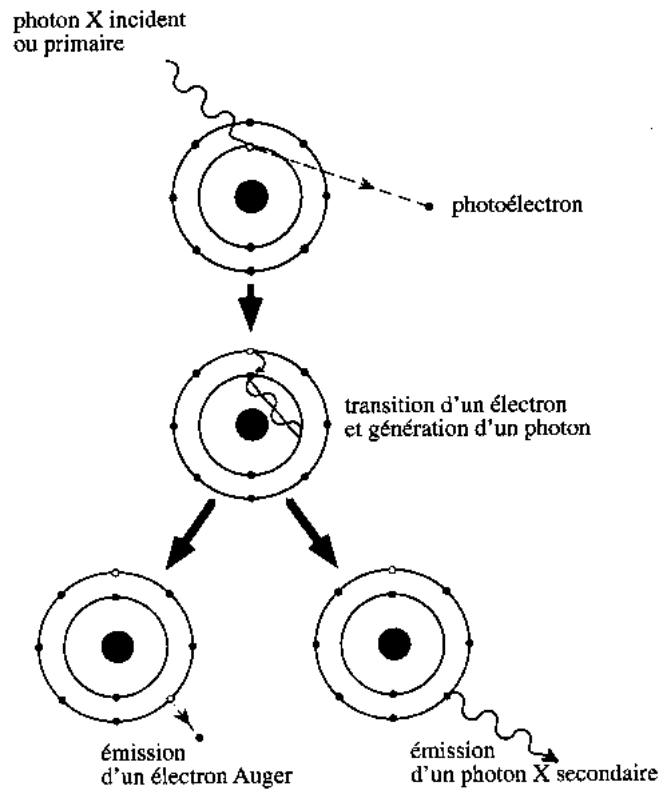 photon X incident
ou primaire
photoélectron
transition d'un électron
et génération d'un photon
émission
d'un électron Auger
émission
d'un photon X secondaire